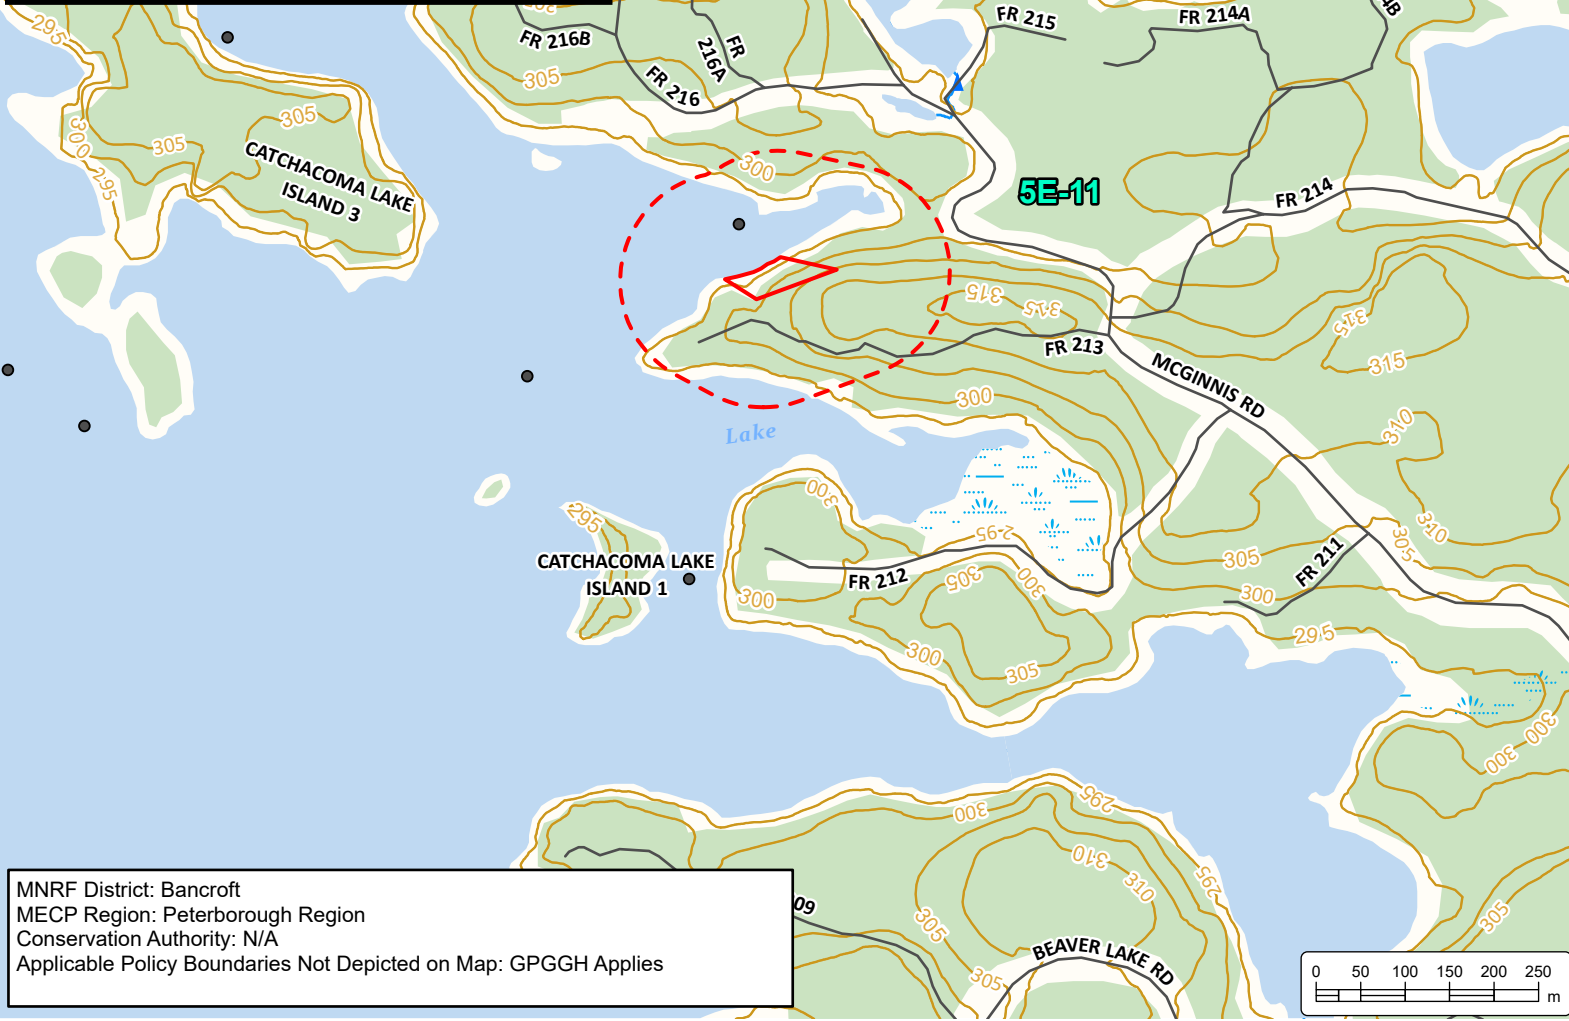 295
305
FR 216B
FR
216A
FR 215
FR 214A
305
FR 216
305
300
305
295
CATCHACOMA LAKE
ISLAND 3
300
5E-11
FR 214
315
315
315
FR 213
315
MCGINNIS RD
300
310
Lake
300
295
295
310
305
CATCHACOMA LAKE
ISLAND 1
FR 212
305
300
305
FR 211
300
300
295
300
305
300
300
295
300
310
310
295
305
305
09
BEAVER LAKE RD
305
MNRF District: Bancroft
MECP Region: Peterborough Region
Conservation Authority: N/A
Applicable Policy Boundaries Not Depicted on Map: GPGGH Applies
0 50 100 150 200 250
m